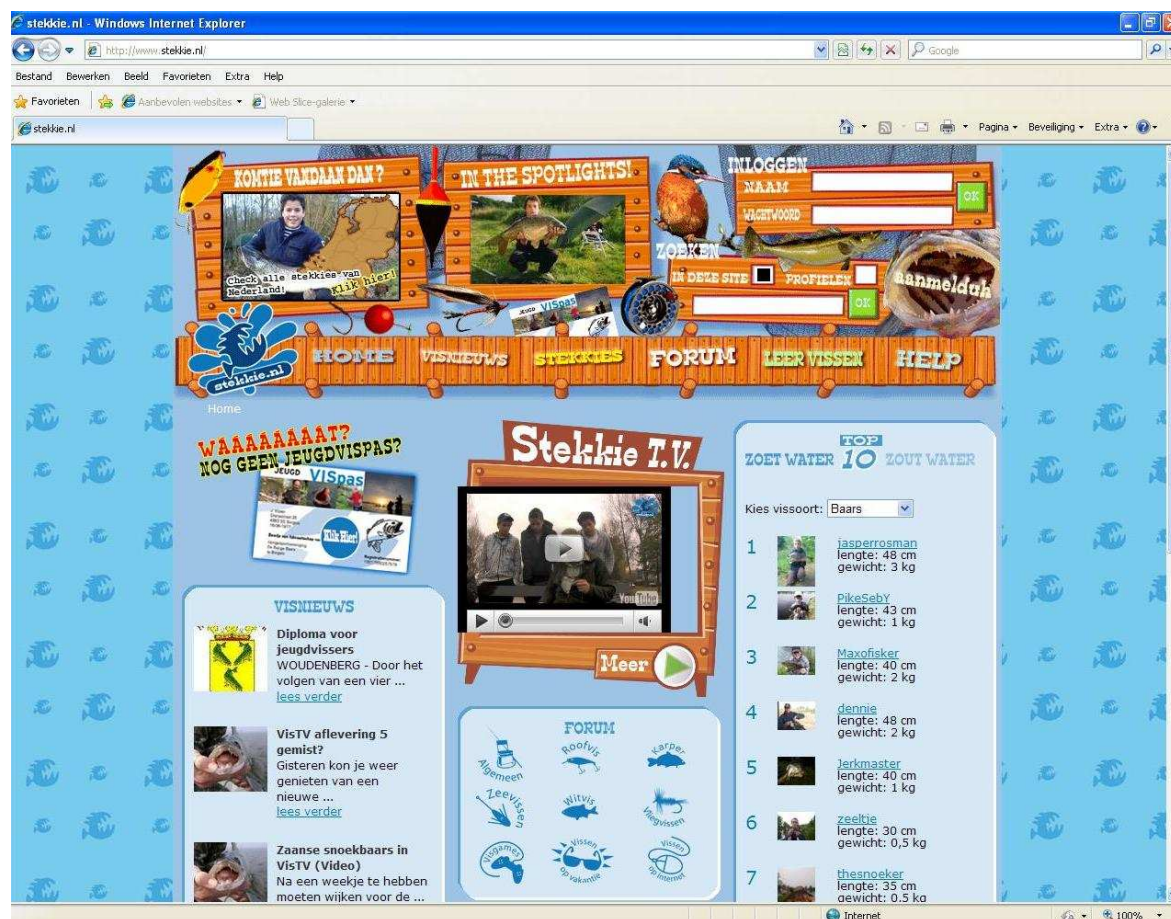 stekkie.nl - Windows Internet Explorer
http://www.stekkie.nl/
Google
Bestand Bewerken Beeld Favorieten Extra Help
Favorieten Aanbevolen websites Web Slice-galerie
stekkie.nl
Pagina Beveiliging Extra
KOMTIE VANDAAN DAN?
Check alle stekkies van
Nederland!
Klik hier!
IN THE SPOTLIGHTS!
JEUGD VISpas
INLOGGEN
NAAM
WACHTWOORD
OK
ZOEKEN
IN DEZE SITE PROFIELEN
OK
aanmelduh
stekkie.nl
HOME VISNIEUWS STEKKIES FORUM LEER VISSEN HELP
Home
WAAAAAAAAT?
NOG GEEN JEUGDVISPAS?
JEUGD VISpas
Klik Hier!
VISNIEUWS
Diploma voor
jeugdvissers
WOUDENBERG - Door het
volgen van een vier ...
lees verder
VisTV aflevering 5
gemist?
Gisteren kon je weer
genieten van een
nieuwe ...
lees verder
Zaanse snoekbaars in
VisTV (Video)
Na een weekje te hebben
moeten wijken voor de ...
Stekkie T.V.
YouTube
Meer
FORUM
Algemeen
Roofvis
Karper
Zeevissen
Witvis
Vliegvissen
Visgames
Vissen op vakantie
Vissen op internet
ZOET WATER TOP 10 ZOUT WATER
Kies vissoort: Baars
1 jasperrosman
lengte: 48 cm
gewicht: 3 kg
2 PikeSebY
lengte: 43 cm
gewicht: 1 kg
3 Maxofisker
lengte: 40 cm
gewicht: 2 kg
4 dennie
lengte: 48 cm
gewicht: 2 kg
5 Jerkmaster
lengte: 40 cm
gewicht: 1 kg
6 zeeltje
lengte: 30 cm
gewicht: 0,5 kg
7 thesnoeker
lengte: 35 cm
gewicht: 0.5 kg
Internet
100%